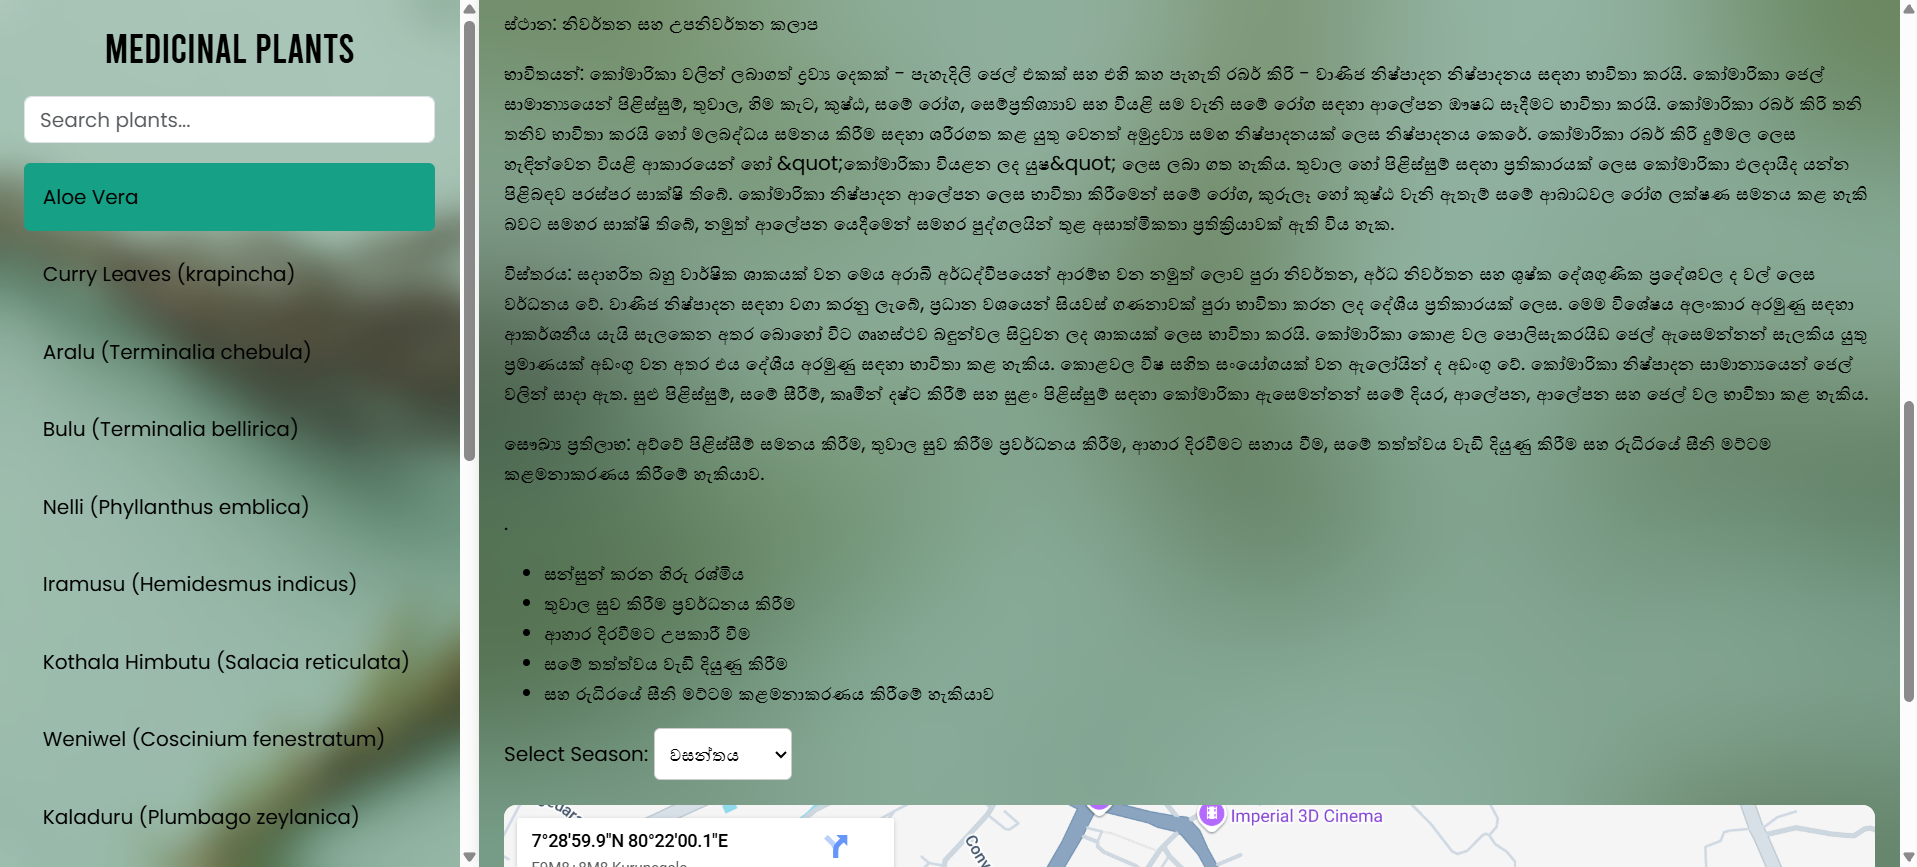 MEDICINAL PLANTS
Search plants...
Aloe Vera
Curry Leaves (krapincha)
Aralu (Terminalia chebula)
Bulu (Terminalia bellirica)
Nelli (Phyllanthus emblica)
Iramusu (Hemidesmus indicus)
Kothala Himbutu (Salacia reticulata)
Weniwel (Coscinium fenestratum)
Kaladuru (Plumbago zeylanica)
ස්ථාන: නිවර්තන සහ උපනිවර්තන කලාප
භාවිතයන්: කෝමාරිකා වලින් ලබාගත් ද්‍රව්‍ය දෙකක් – පැහැදිලි ජෙල් එකක් සහ එහි කහ පැහැති රබර් කිරි – වාණිජ නිෂ්පාදන නිෂ්පාදනය සඳහා භාවිතා කරයි. කෝමාරිකා ජෙල්
සාමාන්‍යයෙන් පිළිස්සුම්, තුවාල, හිම කැට, කුෂ්ඨ, සමේ රෝග, සෙම්ප්‍රතිශ්‍යාව සහ වියළි සම වැනි සමේ රෝග සඳහා ආලේපන ඖෂධ සෑදීමට භාවිතා කරයි. කෝමාරිකා රබර් කිරි තනි
තනිව භාවිතා කරයි හෝ මලබද්ධය සමනය කිරීම සඳහා ශරීරගත කළ යුතු වෙනත් අමුද්‍රව්‍ය සමඟ නිෂ්පාදනයක් ලෙස නිෂ්පාදනය කෙරේ. කෝමාරිකා රබර් කිරි දුම්මල ලෙස
හැඳින්වෙන වියළි ආකාරයෙන් හෝ &quot;කෝමාරිකා වියළන ලද යුෂ&quot; ලෙස ලබා ගත හැකිය. තුවාල හෝ පිළිස්සුම් සඳහා ප්‍රතිකාරයක් ලෙස කෝමාරිකා ඵලදායීද යන්න
පිළිබඳව පරස්පර සාක්ෂි තිබේ. කෝමාරිකා නිෂ්පාදන ආලේපන ලෙස භාවිතා කිරීමෙන් සමේ රෝග, කුරුලෑ හෝ කුෂ්ඨ වැනි ඇතැම් සමේ ආබාධවල රෝග ලක්ෂණ සමනය කළ හැකි
බවට සමහර සාක්ෂි තිබේ, නමුත් ආලේපන යෙදීමෙන් සමහර පුද්ගලයින් තුළ අසාත්මිකතා ප්‍රතික්‍රියාවක් ඇති විය හැක.
විස්තරය: සදාහරිත බහු වාර්ෂික ශාකයක් වන මෙය අරාබි අර්ධද්වීපයෙන් ආරම්භ වන නමුත් ලොව පුරා නිවර්තන, අර්ධ නිවර්තන සහ ශුෂ්ක දේශගුණික ප්‍රදේශවල ද වල් ලෙස
වර්ධනය වේ. වාණිජ නිෂ්පාදන සඳහා වගා කරනු ලැබේ, ප්‍රධාන වශයෙන් සියවස් ගණනාවක් පුරා භාවිතා කරන ලද දේශීය ප්‍රතිකාරයක් ලෙස. මෙම විශේෂය අලංකාර අරමුණු සඳහා
ආකර්ශනීය යැයි සැලකෙන අතර බොහෝ විට ගෘහස්ථව බඳුන්වල සිටුවන ලද ශාකයක් ලෙස භාවිතා කරයි. කෝමාරිකා කොළ වල පොලිසැකරයිඩ ජෙල් ඇසෙමන්නන් සැලකිය යුතු
ප්‍රමාණයක් අඩංගු වන අතර එය දේශීය අරමුණු සඳහා භාවිතා කළ හැකිය. කොළවල විෂ සහිත සංයෝගයක් වන ඇලෝයින් ද අඩංගු වේ. කෝමාරිකා නිෂ්පාදන සාමාන්‍යයෙන් ජෙල්
වලින් සාදා ඇත. සුළු පිළිස්සුම්, සමේ සීරීම්, කෘමීන් දෂ්ට කිරීම් සහ සුළං පිළිස්සුම් සඳහා කෝමාරිකා ඇසෙමන්නන් සමේ දියර, ආලේපන, ආලේපන සහ ජෙල් වල භාවිතා කළ හැකිය.
සෞඛ්‍ය ප්‍රතිලාභ: අව්වේ පිළිස්සීම් සමනය කිරීම, තුවාල සුව කිරීම ප්‍රවර්ධනය කිරීම, ආහාර දිරවීමට සහාය වීම, සමේ තත්ත්වය වැඩි දියුණු කිරීම සහ රුධිරයේ සීනි මට්ටම
කළමනාකරණය කිරීමේ හැකියාව.
.
• සන්සුන් කරන හිරු රශ්මිය
• තුවාල සුව කිරීම ප්‍රවර්ධනය කිරීම
• ආහාර දිරවීමට උපකාරී වීම
• සමේ තත්ත්වය වැඩි දියුණු කිරීම
• සහ රුධිරයේ සීනි මට්ටම කළමනාකරණය කිරීමේ හැකියාව
Select Season: වසන්තය
Imperial 3D Cinema
7°28'59.9"N 80°22'00.1"E